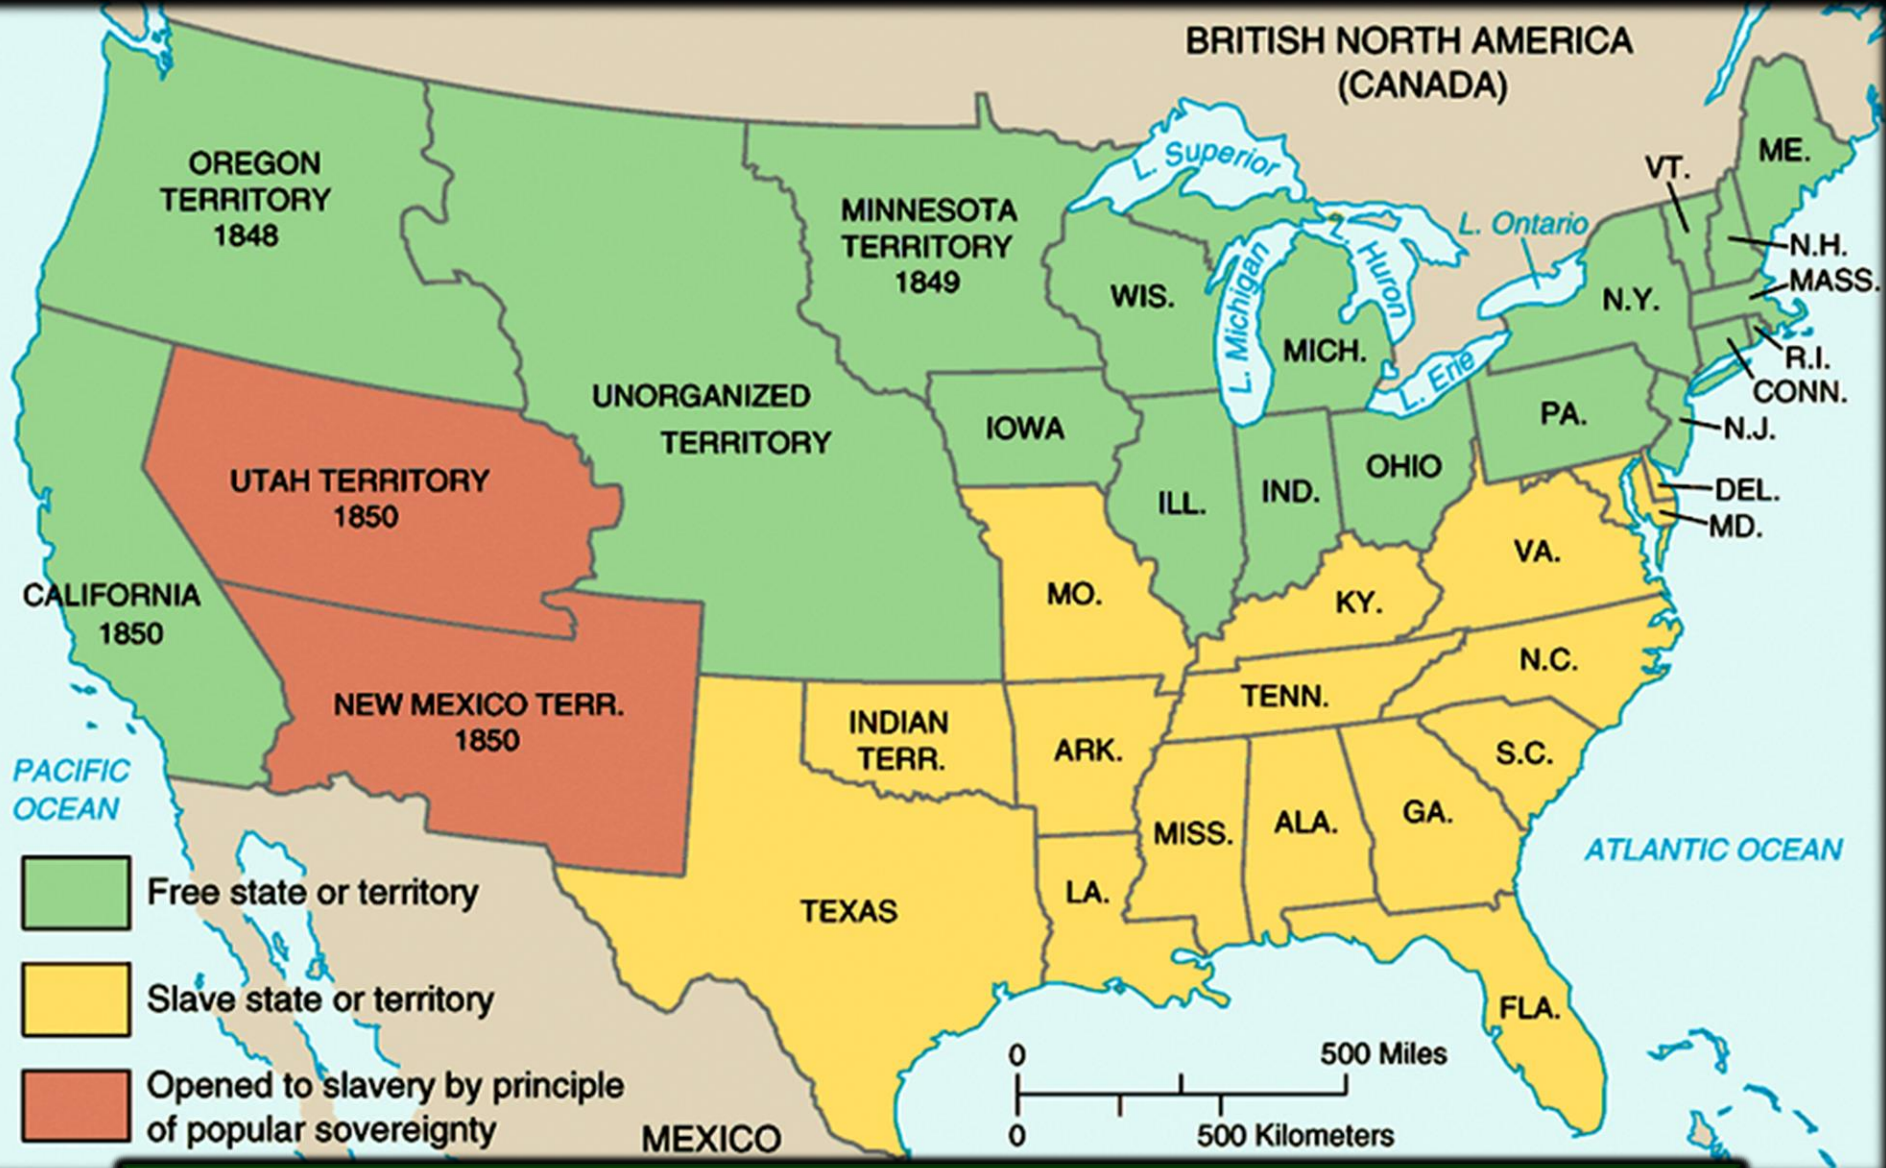 BRITISH NORTH AMERICA
(CANADA)
OREGON
TERRITORY
1848
MINNESOTA
TERRITORY
1849
L. Superior
L. Michigan
L. Huron
L. Ontario
L. Erie
VT.
ME.
N.H.
MASS.
N.Y.
R.I.
CONN.
WIS.
MICH.
UNORGANIZED
TERRITORY
IOWA
PA.
N.J.
UTAH TERRITORY
1850
ILL.
IND.
OHIO
DEL.
MD.
CALIFORNIA
1850
MO.
KY.
VA.
NEW MEXICO TERR.
1850
INDIAN
TERR.
ARK.
TENN.
N.C.
S.C.
PACIFIC
OCEAN
TEXAS
LA.
MISS.
ALA.
GA.
FLA.
ATLANTIC OCEAN
Free state or territory
Slave state or territory
Opened to slavery by principle
of popular sovereignty
MEXICO
0 500 Miles
0 500 Kilometers